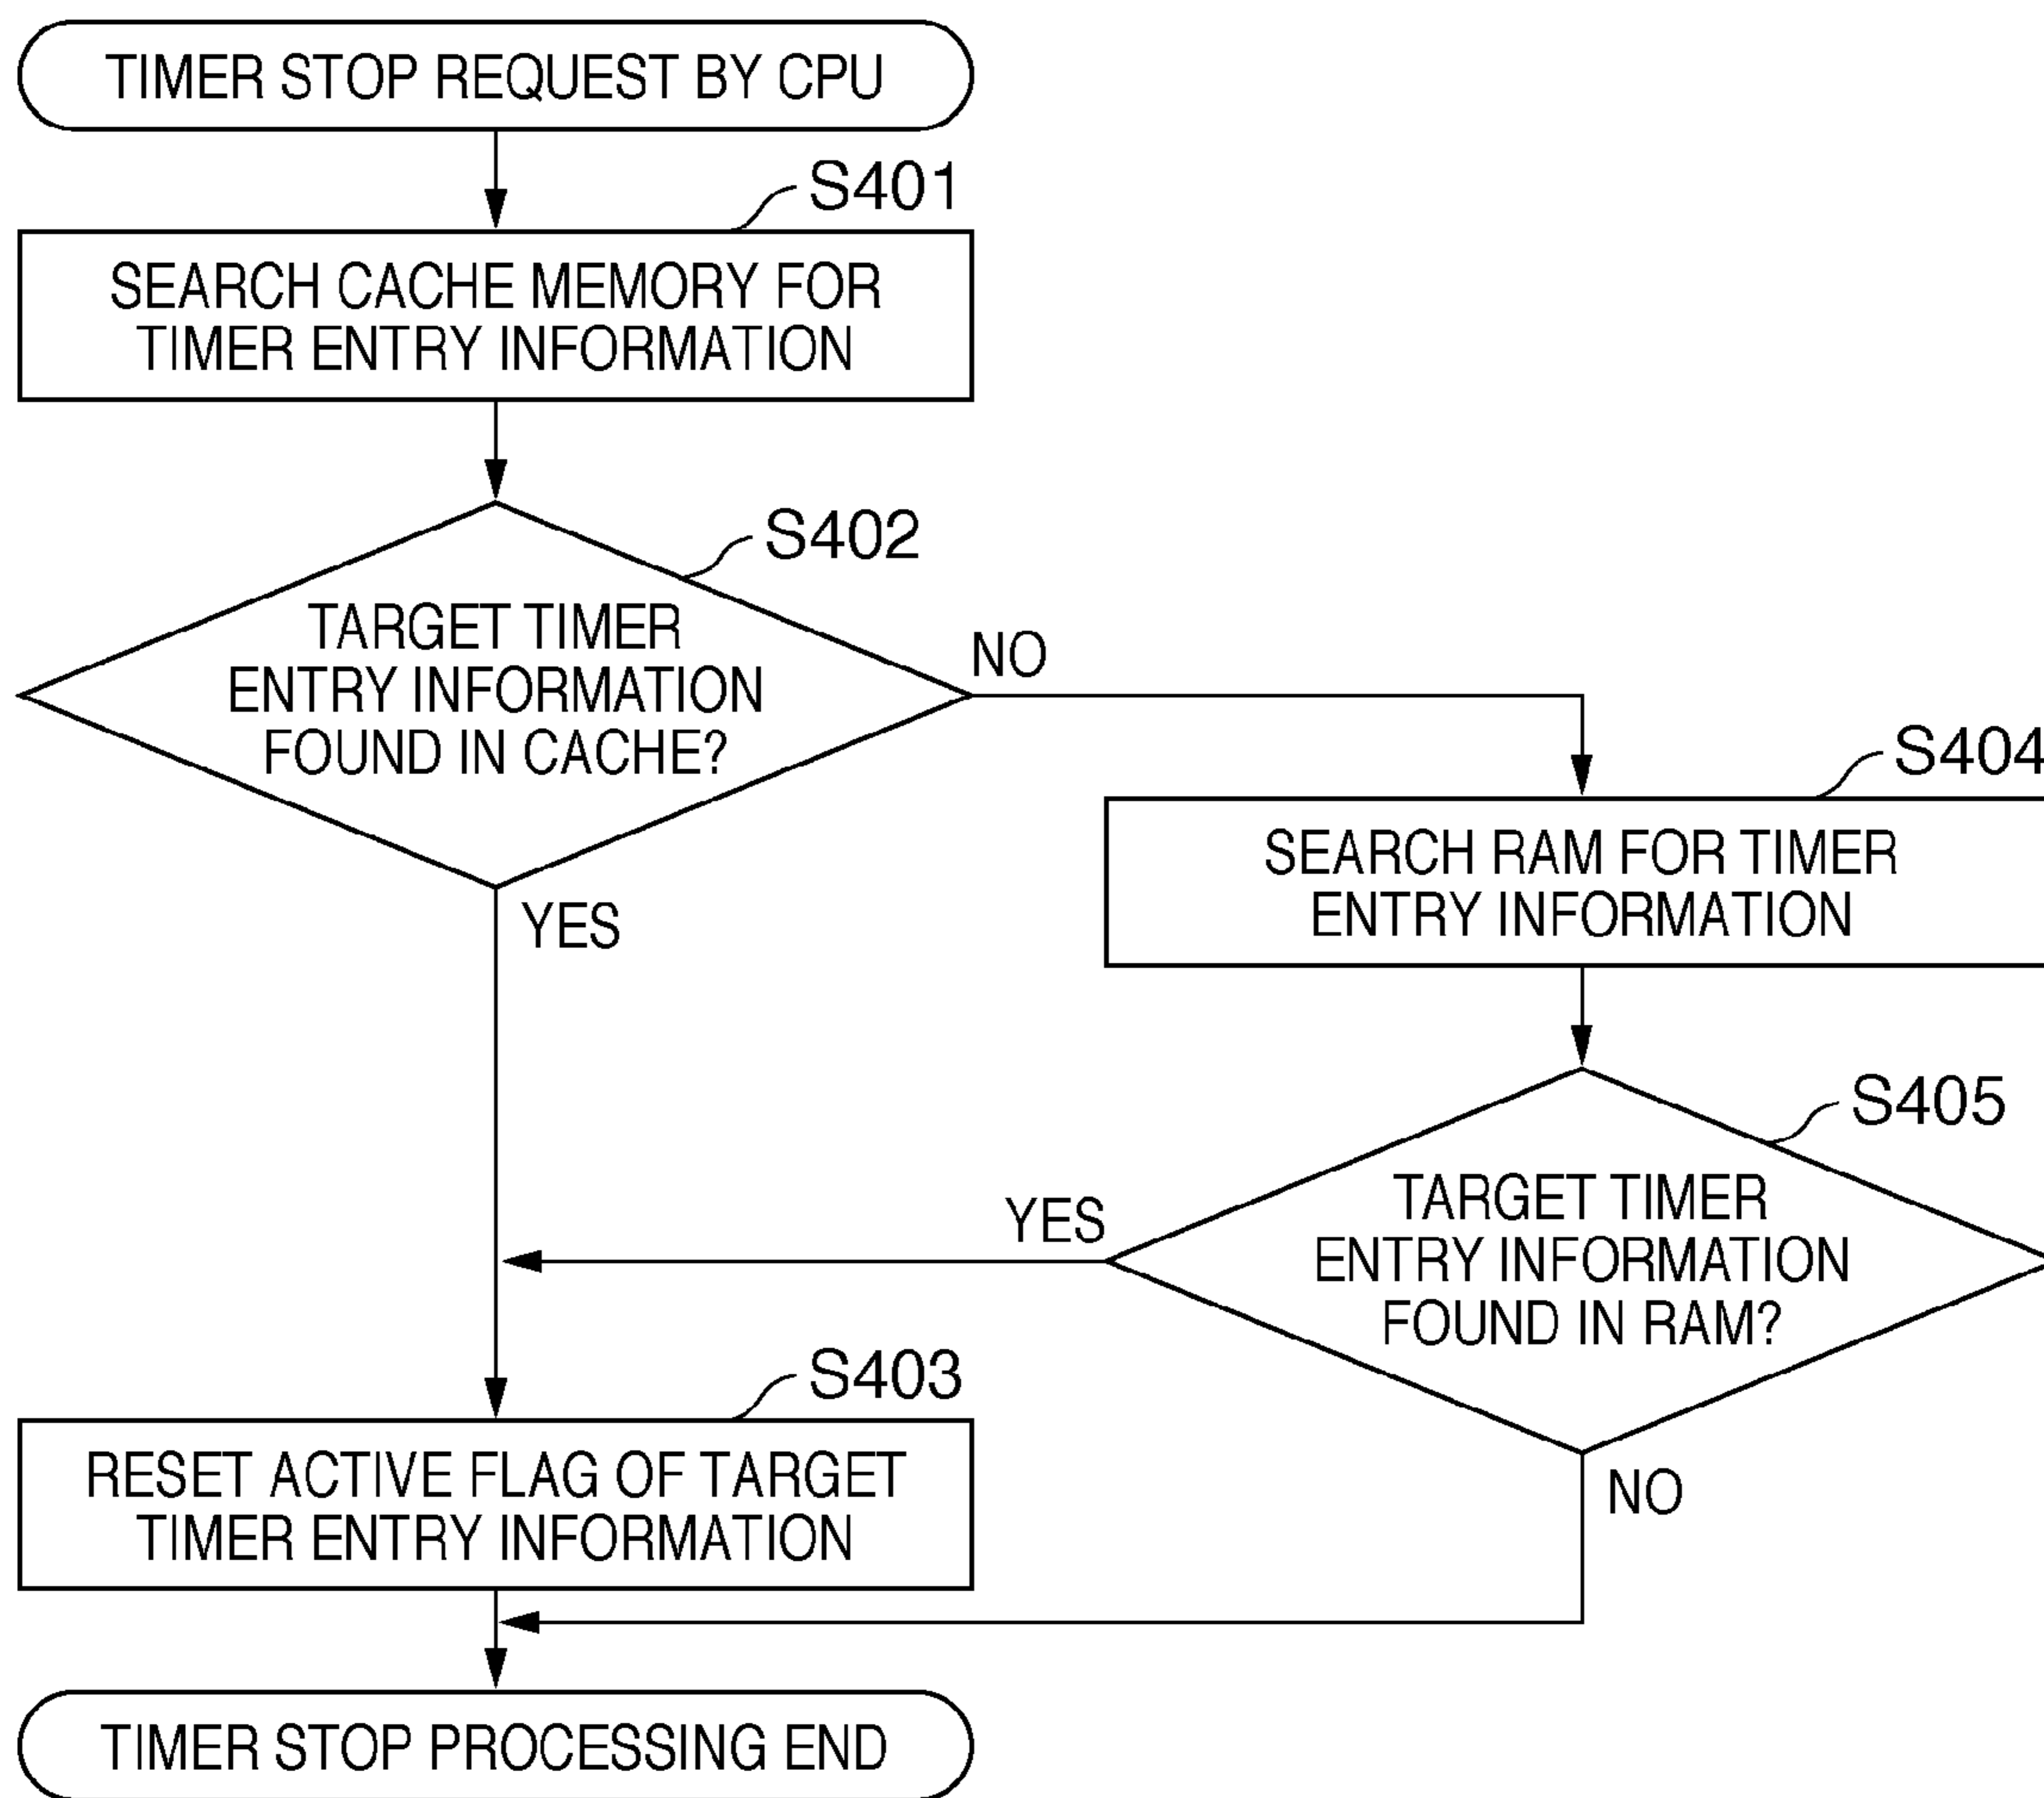 TIMER STOP REQUEST BY CPU
S401
SEARCH CACHE MEMORY FOR
TIMER ENTRY INFORMATION
S402
TARGET TIMER
ENTRY INFORMATION
FOUND IN CACHE?
NO
YES
S404
SEARCH RAM FOR TIMER
ENTRY INFORMATION
S405
TARGET TIMER
ENTRY INFORMATION
FOUND IN RAM?
YES
NO
S403
RESET ACTIVE FLAG OF TARGET
TIMER ENTRY INFORMATION
TIMER STOP PROCESSING END